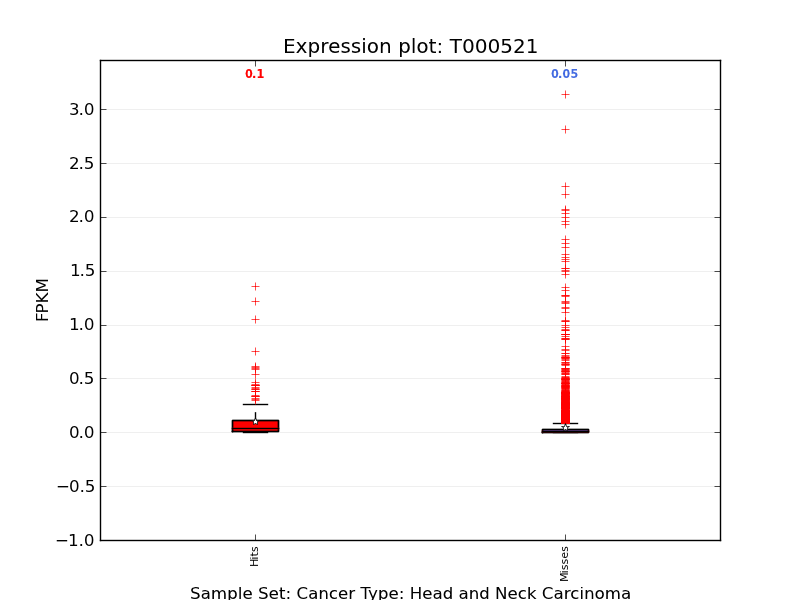 Expression plot: T000521
0.1
0.05
3.0
2.5
2.0
1.5
1.0
0.5
0.0
−0.5
−1.0
FPKM
Hits
Misses
Sample Set: Cancer Type: Head and Neck Carcinoma